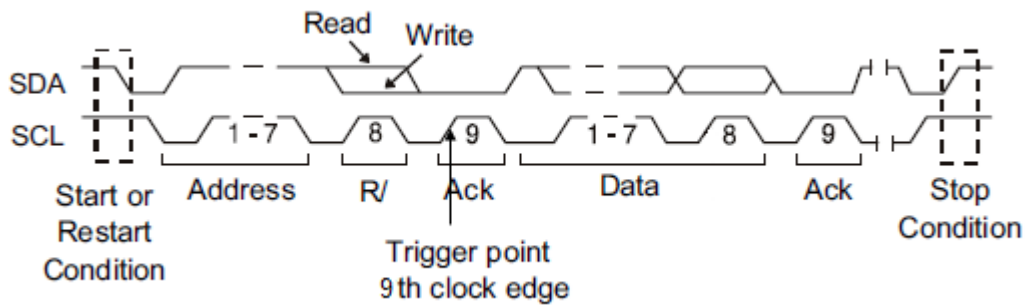 Read
Write
SDA
SCL
1 - 7
8
9
1 - 7
8
9
Address
R/
Ack
Data
Ack
Start or
Restart
Condition
Stop
Condition
Trigger point
9th clock edge